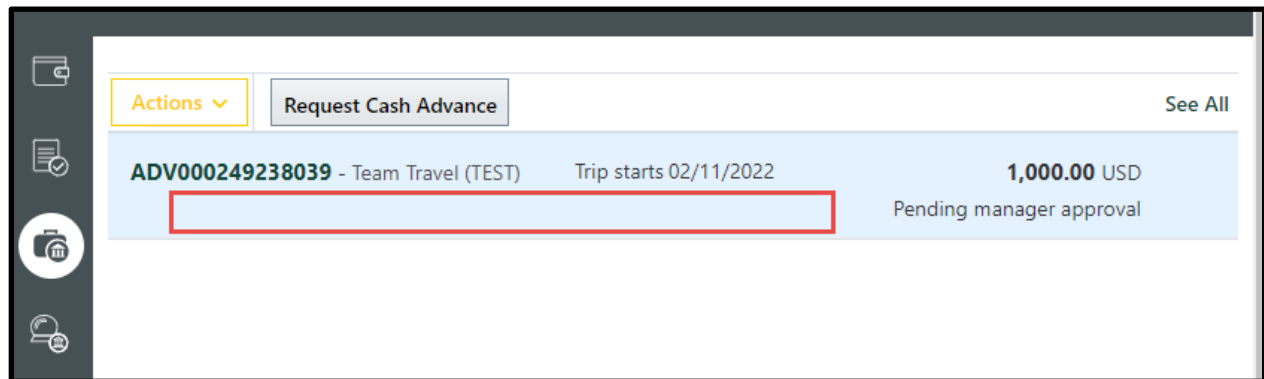 Actions
Request Cash Advance
See All
ADV000249238039 - Team Travel (TEST) Trip starts 02/11/2022 1,000.00 USD
Pending manager approval